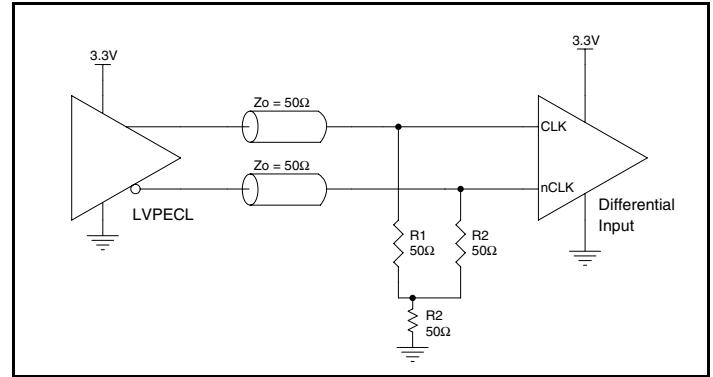 3.3V
3.3V
Zo = 50Ω
CLK
Zo = 50Ω
nCLK
LVPECL
Differential
Input
R1
50Ω
R2
50Ω
R2
50Ω